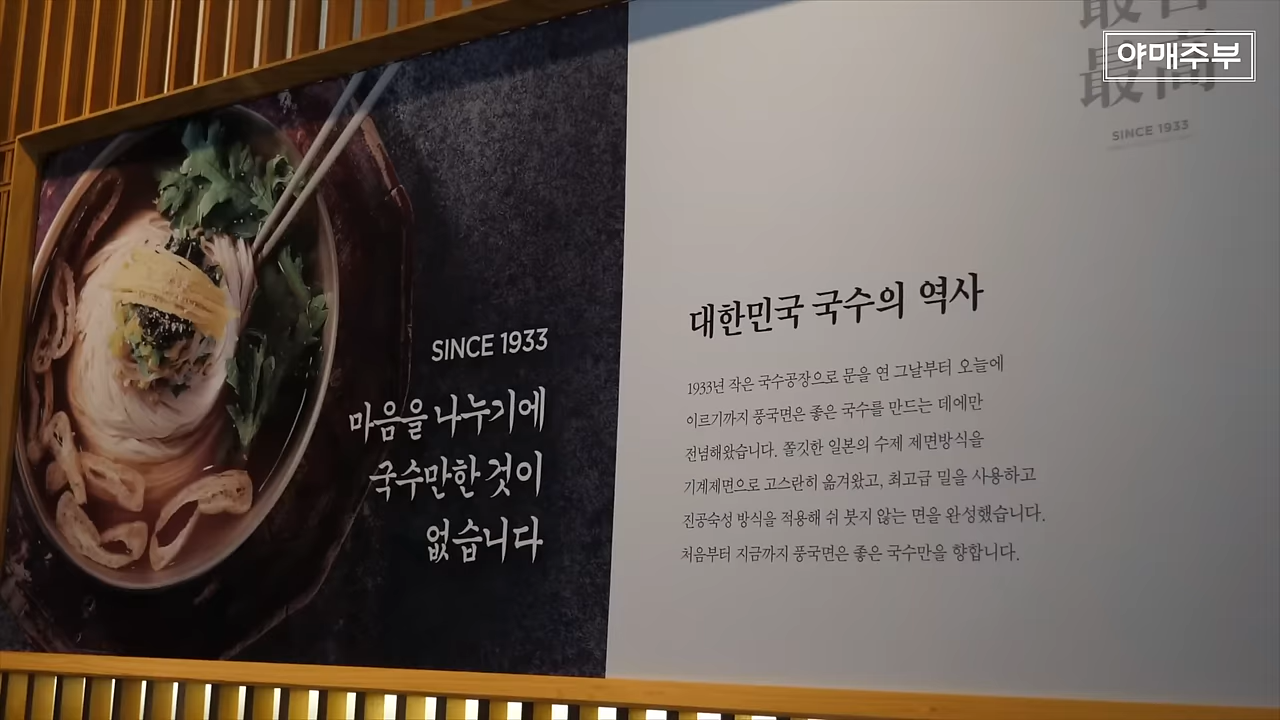 SINCE 1933
마음을 나누기에
국수만한 것이
없습니다
最高
SINCE 1933
대한민국 국수의 역사
1933년 작은 국수공장으로 문을 연 그날부터 오늘에
이르기까지 풍국면은 좋은 국수를 만드는 데에만
전념해왔습니다. 쫄깃한 일본의 수제 제면방식을
기계제면으로 고스란히 옮겨왔고, 최고급 밀을 사용하고
진공숙성 방식을 적용해 쉬 붓지 않는 면을 완성했습니다.
처음부터 지금까지 풍국면은 좋은 국수만을 향합니다.
야매주부